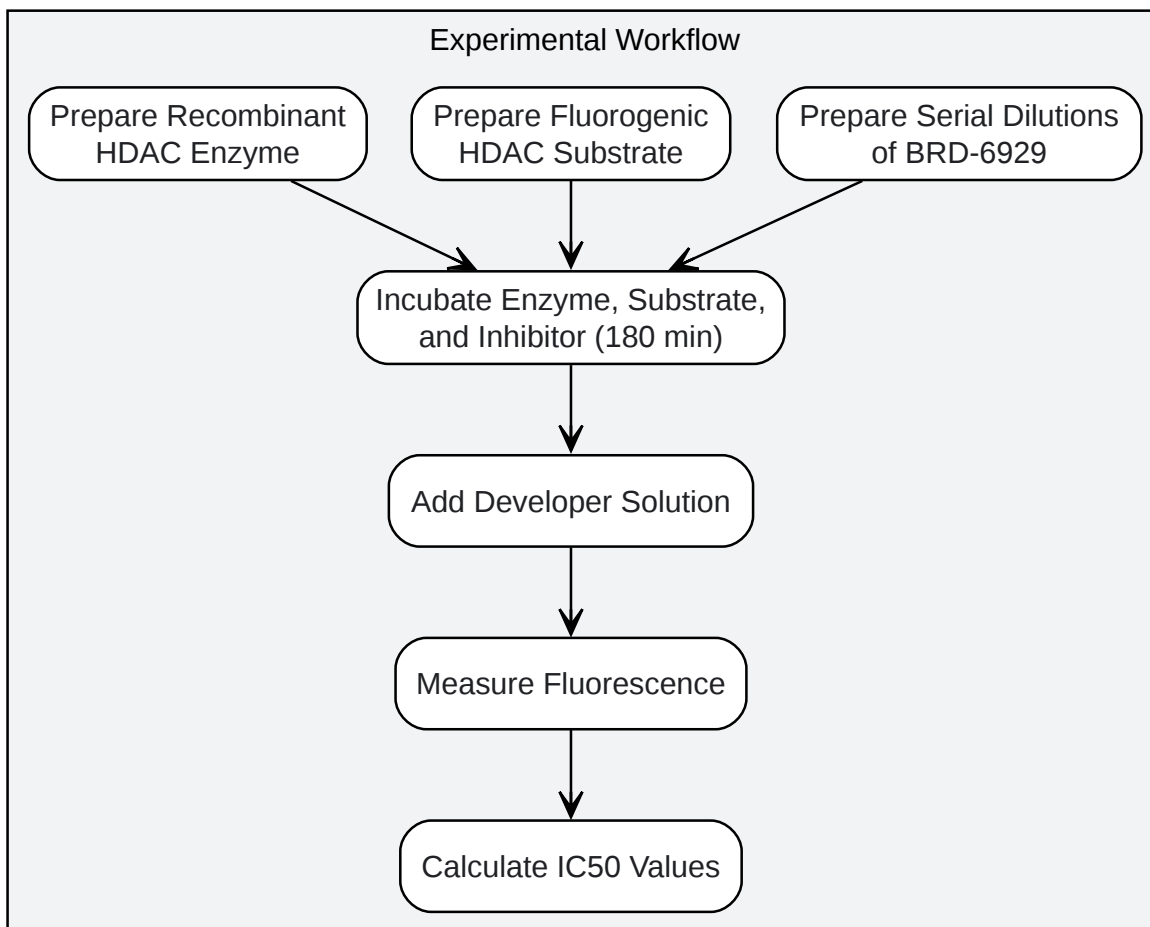 Experimental Workflow
Prepare Recombinant
HDAC Enzyme
Prepare Fluorogenic
HDAC Substrate
Prepare Serial Dilutions
of BRD-6929
Incubate Enzyme, Substrate,
and Inhibitor (180 min)
Add Developer Solution
Measure Fluorescence
Calculate IC50 Values